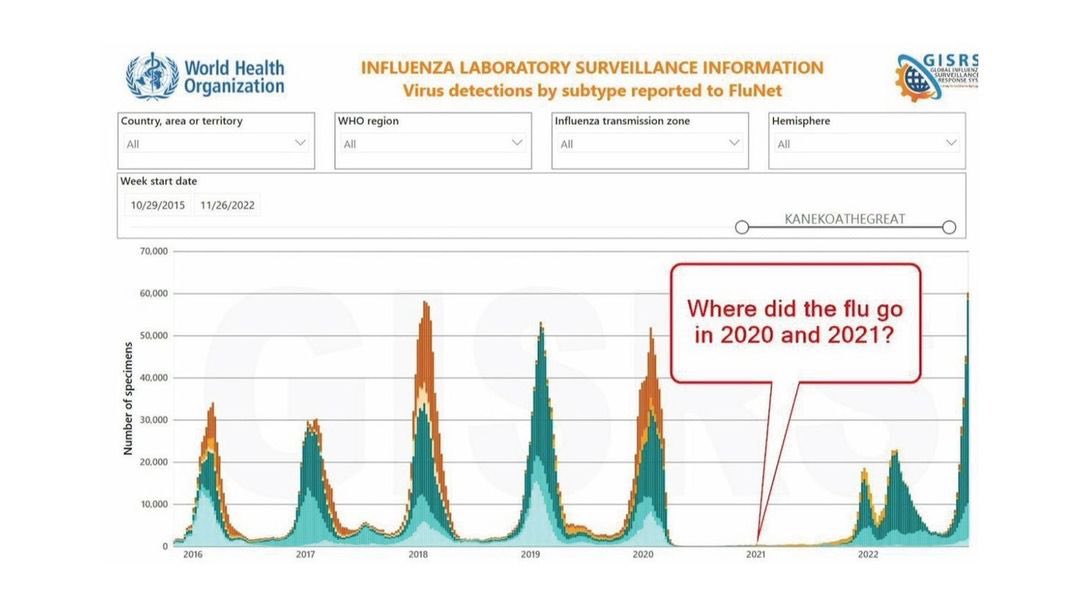 World Health
Organization
INFLUENZA LABORATORY SURVEILLANCE INFORMATION
Virus detections by subtype reported to FluNet
GISRS
GLOBAL INFLUENZA
SURVEILLANCE
Country, area or territory
All
WHO region
All
Influenza transmission zone
All
Hemisphere
All
Week start date
10/29/2015
11/26/2022
KANEKOATHEGREAT
Number of specimens
70,000
60,000
50,000
40,000
30,000
20,000
10,000
0
GISRS
Where did the flu go
in 2020 and 2021?
2016
2017
2018
2019
2020
2021
2022